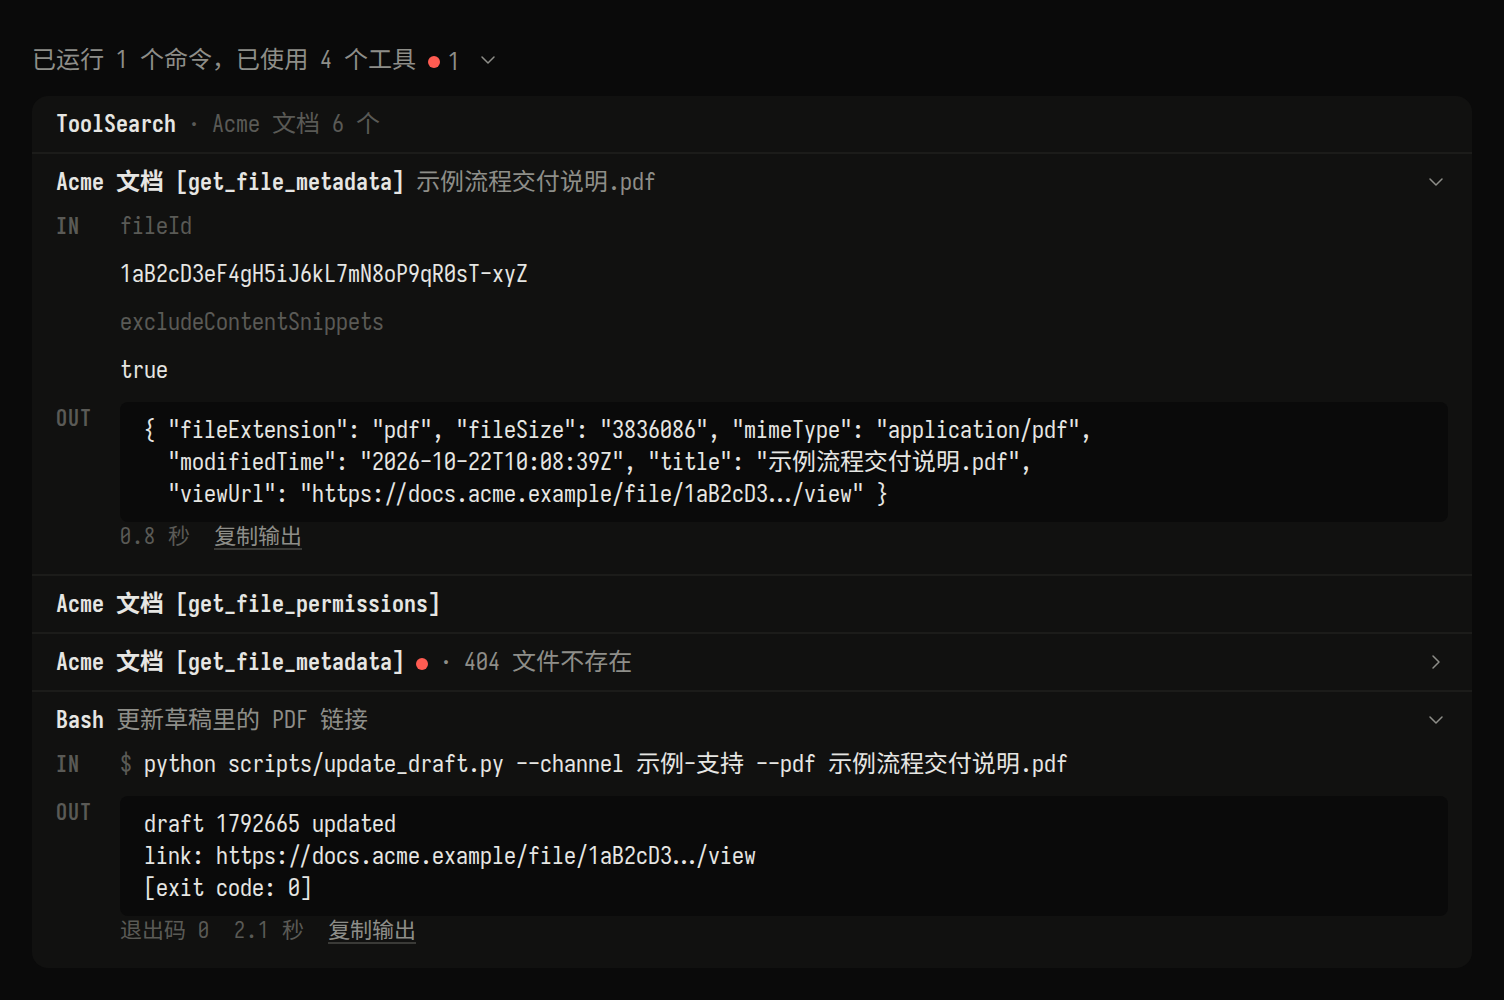 已运行 1 个命令，已使用 4 个工具 1
ToolSearch · Acme 文档 6 个
Acme 文档 [get_file_metadata] 示例流程交付说明.pdf
IN fileId
1aB2cD3eF4gH5iJ6kL7mN8oP9qR0sT-xyZ
excludeContentSnippets
true
OUT { "fileExtension": "pdf", "fileSize": "3836086", "mimeType": "application/pdf",
"modifiedTime": "2026-10-22T10:08:39Z", "title": "示例流程交付说明.pdf",
"viewUrl": "https://docs.acme.example/file/1aB2cD3.../view" }
0.8 秒 复制输出
Acme 文档 [get_file_permissions]
Acme 文档 [get_file_metadata] · 404 文件不存在
Bash 更新草稿里的 PDF 链接
IN $ python scripts/update_draft.py --channel 示例-支持 --pdf 示例流程交付说明.pdf
OUT draft 1792665 updated
link: https://docs.acme.example/file/1aB2cD3.../view
[exit code: 0]
退出码 0 2.1 秒 复制输出